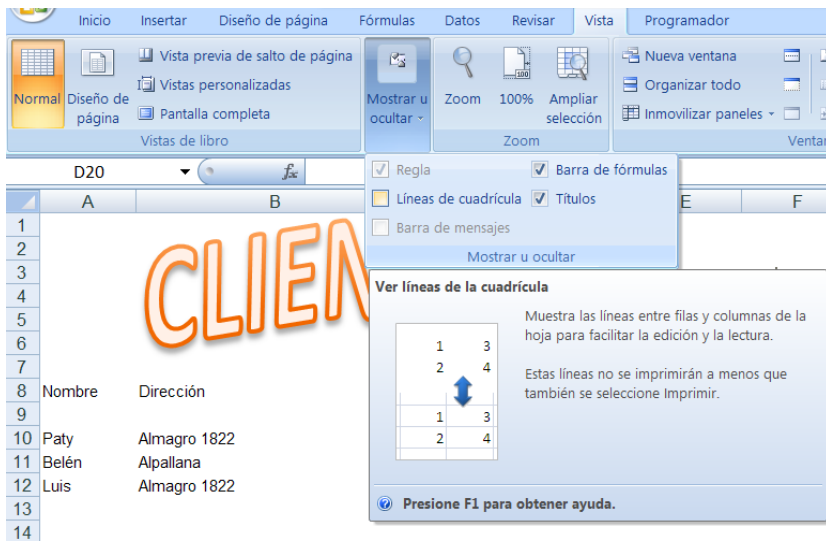 Inicio Insertar Diseño de página Fórmulas Datos Revisar Vista Programador
Normal
Diseño de
página
Vista previa de salto de página
Vistas personalizadas
Pantalla completa
Vistas de libro
Mostrar u
ocultar
Zoom
100%
100
Ampliar
selección
Zoom
Nueva ventana
Organizar todo
Inmovilizar paneles
D20
fx
Regla
Barra de fórmulas
Líneas de cuadrícula
Títulos
Barra de mensajes
Mostrar u ocultar
A B E F
1
2
3
4
5
6
7
8 Nombre Dirección
9
10 Paty Almagro 1822
11 Belén Alpallana
12 Luis Almagro 1822
13
14
Ver líneas de la cuadrícula
Muestra las líneas entre filas y columnas de la
hoja para facilitar la edición y la lectura.
Estas líneas no se imprimirán a menos que
también se seleccione Imprimir.
1 3
2 4
1 3
2 4
Presione F1 para obtener ayuda.